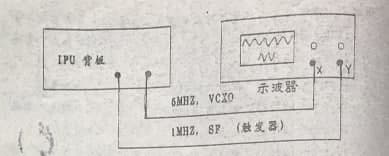 IPU 背板
X
Y
示波器
5MHZ, VCXO
1MHZ, SF (触发器)